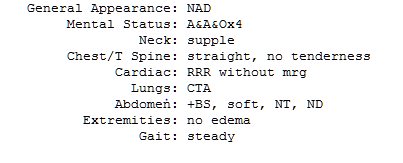 General Appearance: NAD
Mental Status: A&A&Ox4
Neck: supple
Chest/T Spine: straight, no tenderness
Cardiac: RRR without mrg
Lungs: CTA
Abdomen: +BS, soft, NT, ND
Extremities: no edema
Gait: steady